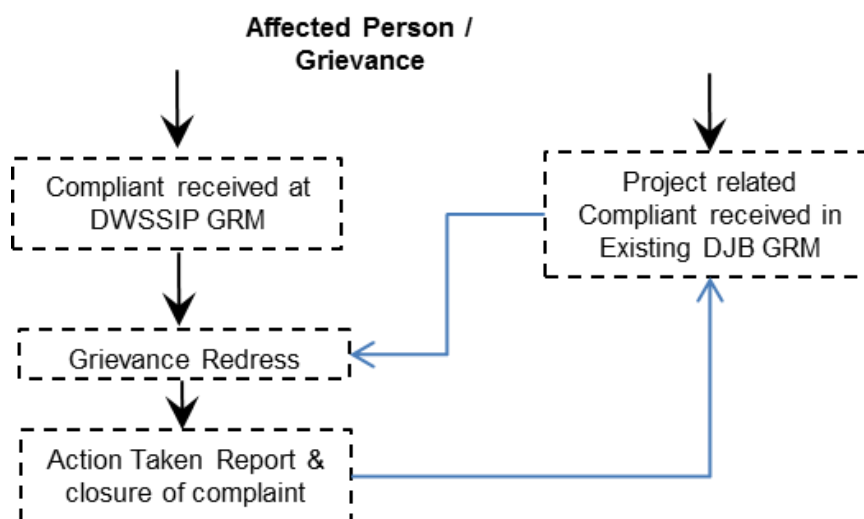 Affected Person /
Grievance
Compliant received at
DWSSIP GRM
Project related
Compliant received in
Existing DJB GRM
Grievance Redress
Action Taken Report &
closure of complaint